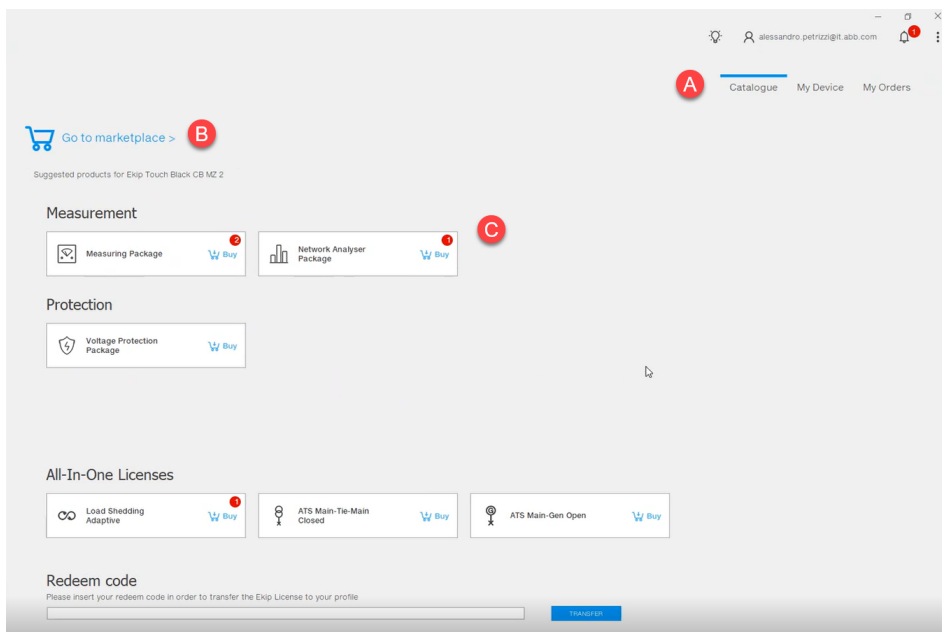 1
alessandro.petrizzi@it.abb.com
A
Catalogue My Device My Orders
Go to marketplace >
B
Suggested products for Ekip Touch Black CB MZ 2
Measurement
C
2
1
Measuring Package
Buy
Network Analyser
Package
Buy
Protection
Voltage Protection
Package
Buy
All-In-One Licenses
1
Load Shedding
Adaptive
Buy
ATS Main-Tie-Main
Closed
Buy
G
ATS Main-Gen Open
Buy
Redeem code
Please insert your redeem code in order to transfer the Ekip License to your profile
TRANSFER